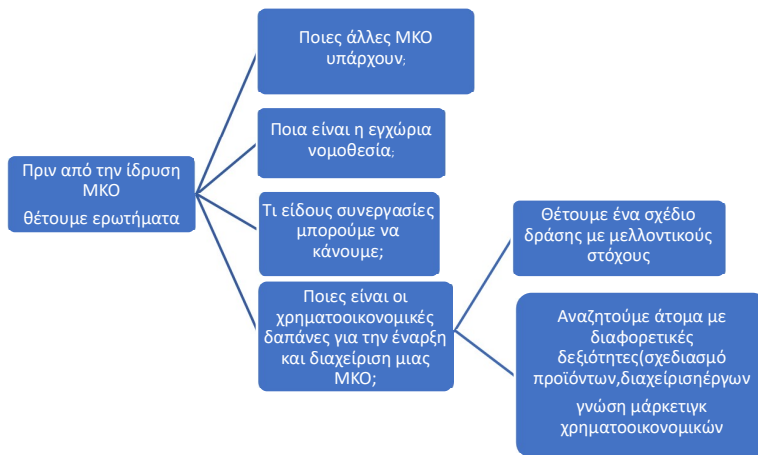 Ποιες άλλες ΜΚΟ
υπάρχουν;
Ποια είναι η εγχώρια
νομοθεσία;
Πριν από την ίδρυση
ΜΚΟ
θέτουμε ερωτήματα
Τι είδους συνεργασίες
μπορούμε να
κάνουμε;
Ποιες είναι οι
χρηματοοικονομικές
δαπάνες για την έναρξη
και διαχείριση μιας
ΜΚΟ;
Θέτουμε ένα σχέδιο
δράσης με μελλοντικούς
στόχους
Αναζητούμε άτομα με
διαφορετικές
δεξιότητες(σχεδιασμό
προϊόντων,διαχείρισηέργων
γνώση μάρκετιγκ
χρηματοοικονομικών